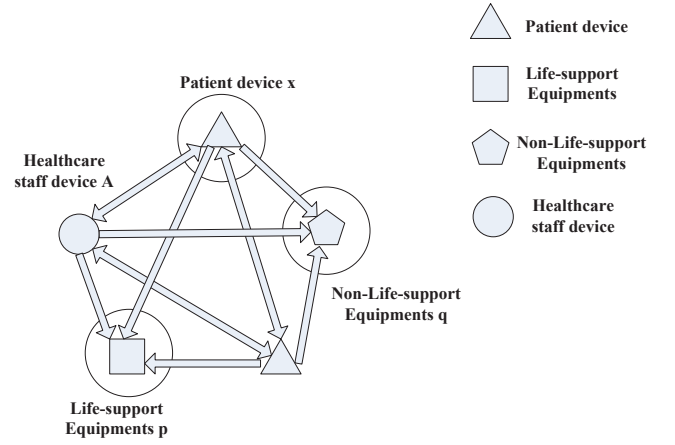 Patient device x
Healthcare
staff device A
Non-Life-support
Equipments q
Life-support
Equipments p
Patient device
Life-support
Equipments
Non-Life-support
Equipments
Healthcare
staff device